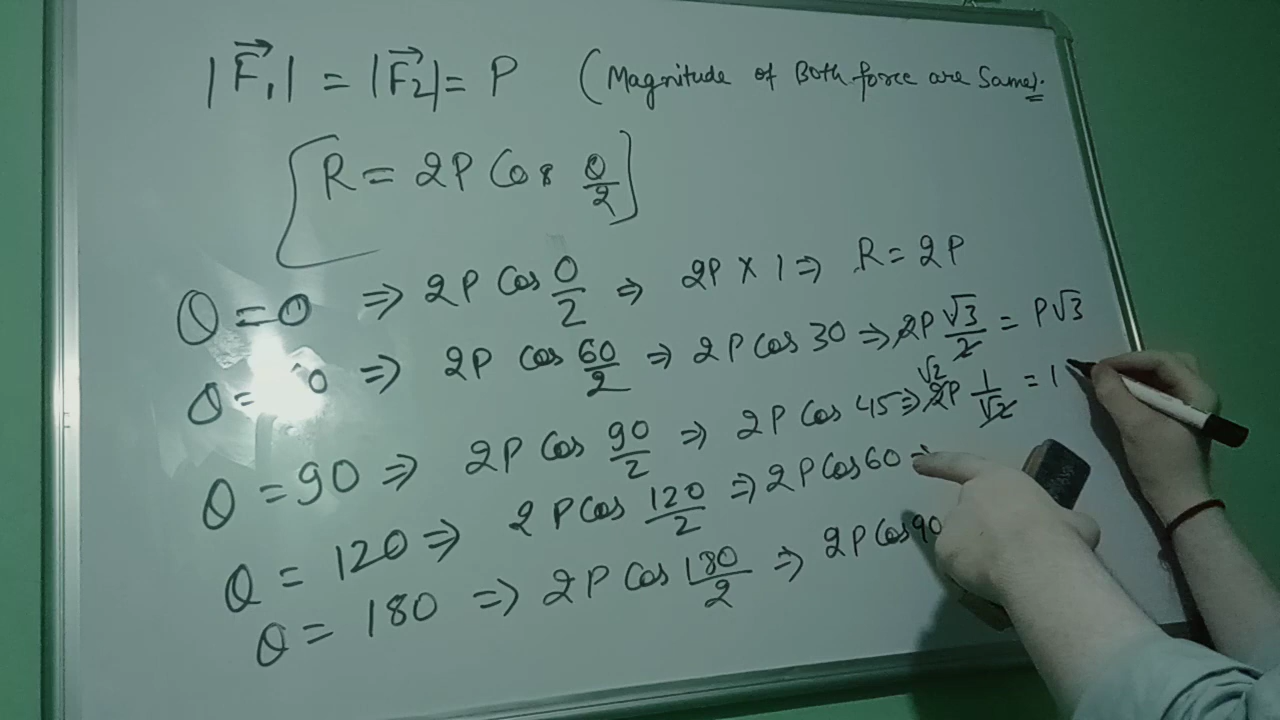 |F₁⃗| = |F₂⃗| = P (Magnitude of Both force are Same).
R = 2P Cos θ/2
θ = 0 ⇒ 2P Cos 0/2 ⇒ 2P × 1 ⇒ R = 2P
θ = 0 ⇒ 2P Cos 60/2 ⇒ 2P Cos 30 ⇒ 2P √3/2 = P√3
θ = 90 ⇒ 2P Cos 90/2 ⇒ 2P Cos 45 ⇒ √2 2P 1/√2 = 1
θ = 120 ⇒ 2P Cos 120/2 ⇒ 2P Cos 60 ⇒
θ = 180 ⇒ 2P Cos 180/2 ⇒ 2P Cos 90